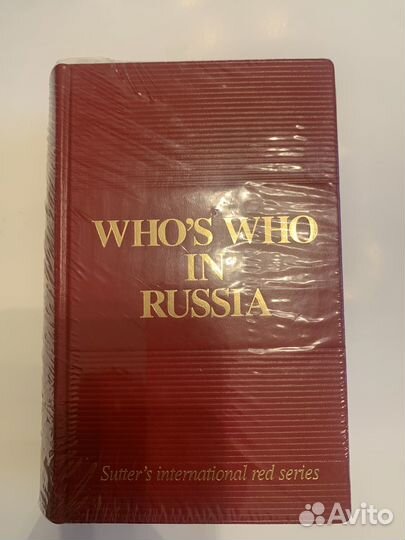 WHO'S WHO
IN
RUSSIA
Sutter's international red series
Avito